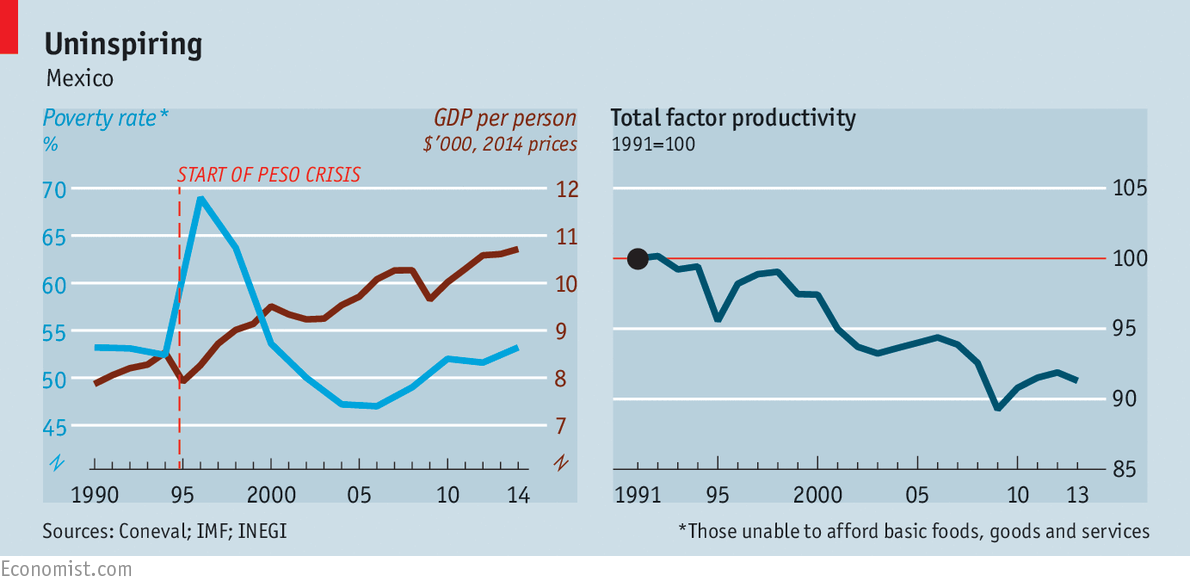 Uninspiring
Mexico
Poverty rate*
%
GDP per person
$’000, 2014 prices
START OF PESO CRISIS
70
65
60
55
50
45
12
11
10
9
8
7
1990 95 2000 05 10 14
Total factor productivity
1991=100
105
100
95
90
85
1991 95 2000 05 10 13
Sources: Coneval; IMF; INEGI
*Those unable to afford basic foods, goods and services
Economist.com